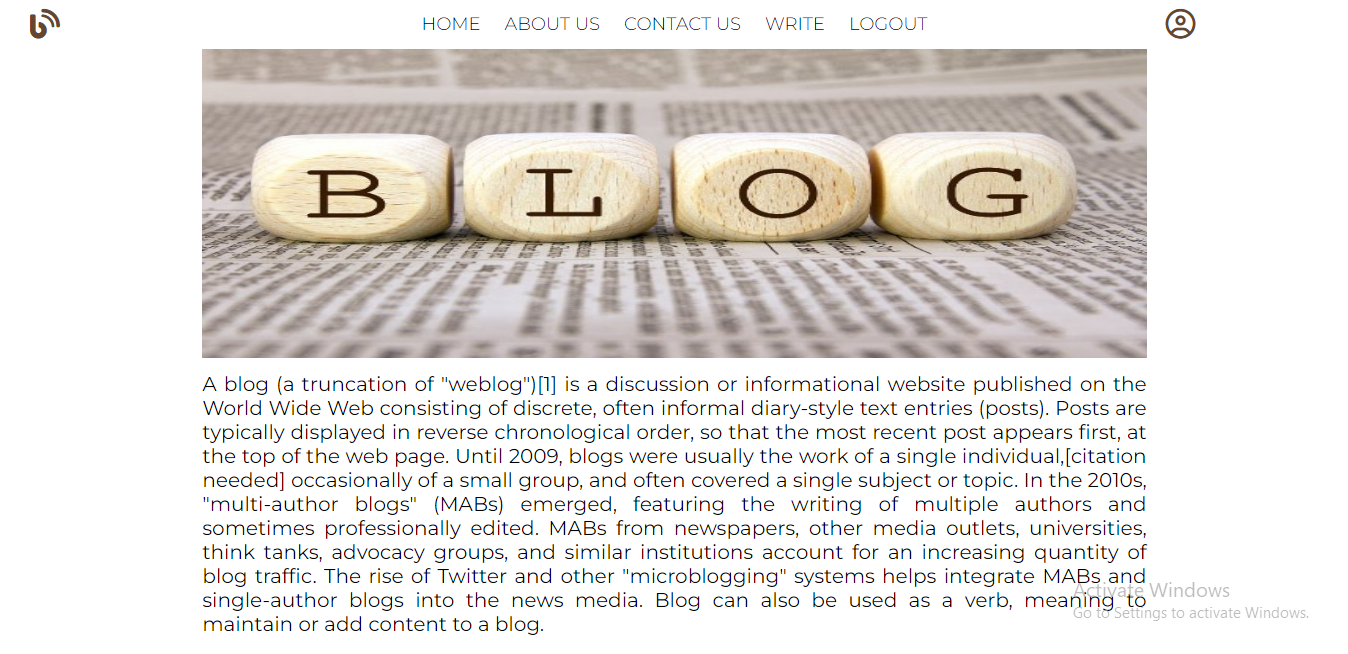 HOME ABOUT US CONTACT US WRITE LOGOUT
B L O G
A blog (a truncation of "weblog")[1] is a discussion or informational website published on the
World Wide Web consisting of discrete, often informal diary-style text entries (posts). Posts are
typically displayed in reverse chronological order, so that the most recent post appears first, at
the top of the web page. Until 2009, blogs were usually the work of a single individual,[citation
needed] occasionally of a small group, and often covered a single subject or topic. In the 2010s,
"multi-author blogs" (MABs) emerged, featuring the writing of multiple authors and
sometimes professionally edited. MABs from newspapers, other media outlets, universities,
think tanks, advocacy groups, and similar institutions account for an increasing quantity of
blog traffic. The rise of Twitter and other "microblogging" systems helps integrate MABs and
single-author blogs into the news media. Blog can also be used as a verb, meaning to
maintain or add content to a blog.
Activate Windows
Go to Settings to activate Windows.